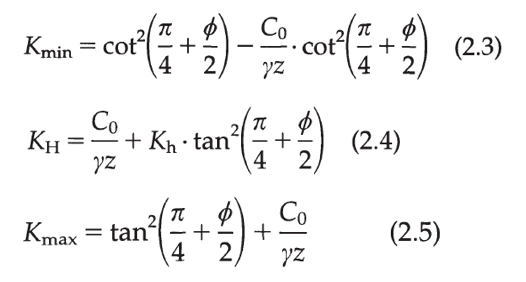 K_min = cot²(π/4 + ϕ/2) − C₀/γz · cot²(π/4 + ϕ/2) (2.3)
K_H = C₀/γz + K_h · tan²(π/4 + ϕ/2) (2.4)
K_max = tan²(π/4 + ϕ/2) + C₀/γz (2.5)